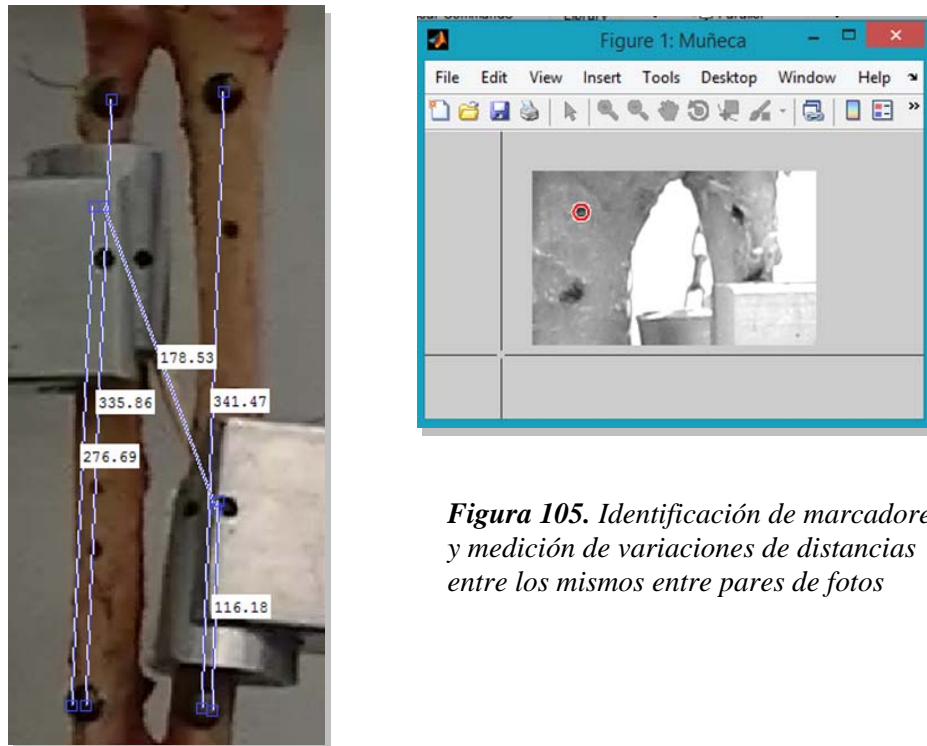 178.53
335.86
341.47
276.69
116.18
Figure 1: Muñeca
File Edit View Insert Tools Desktop Window Help
Figura 105. Identificación de marcadore
y medición de variaciones de distancias
entre los mismos entre pares de fotos